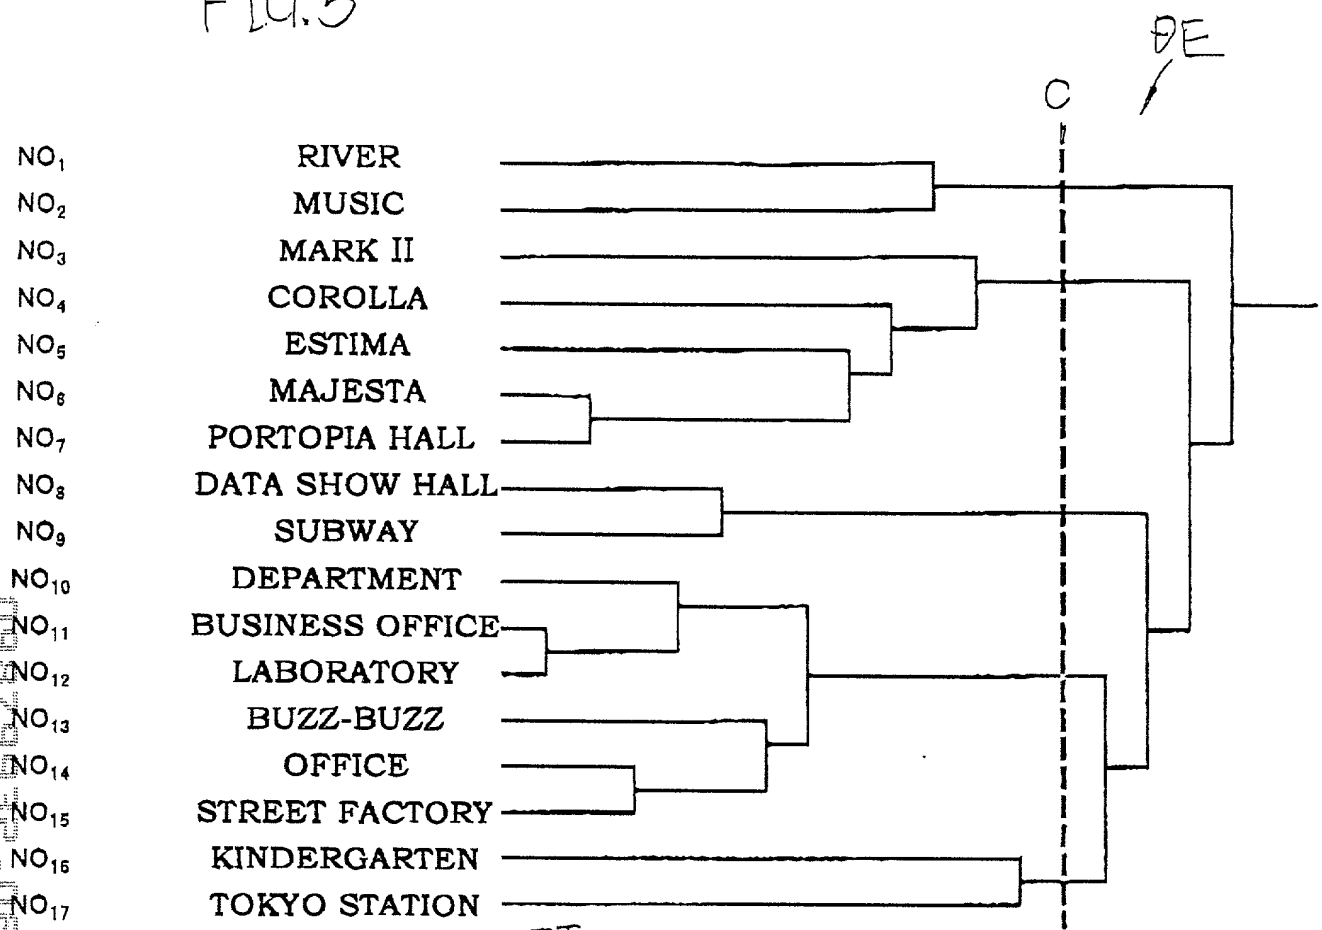 FIG.5
DE
C
NO1 RIVER
NO2 MUSIC
NO3 MARK II
NO4 COROLLA
NO5 ESTIMA
NO6 MAJESTA
NO7 PORTOPIA HALL
NO8 DATA SHOW HALL
NO9 SUBWAY
NO10 DEPARTMENT
NO11 BUSINESS OFFICE
NO12 LABORATORY
NO13 BUZZ-BUZZ
NO14 OFFICE
NO15 STREET FACTORY
NO16 KINDERGARTEN
NO17 TOKYO STATION